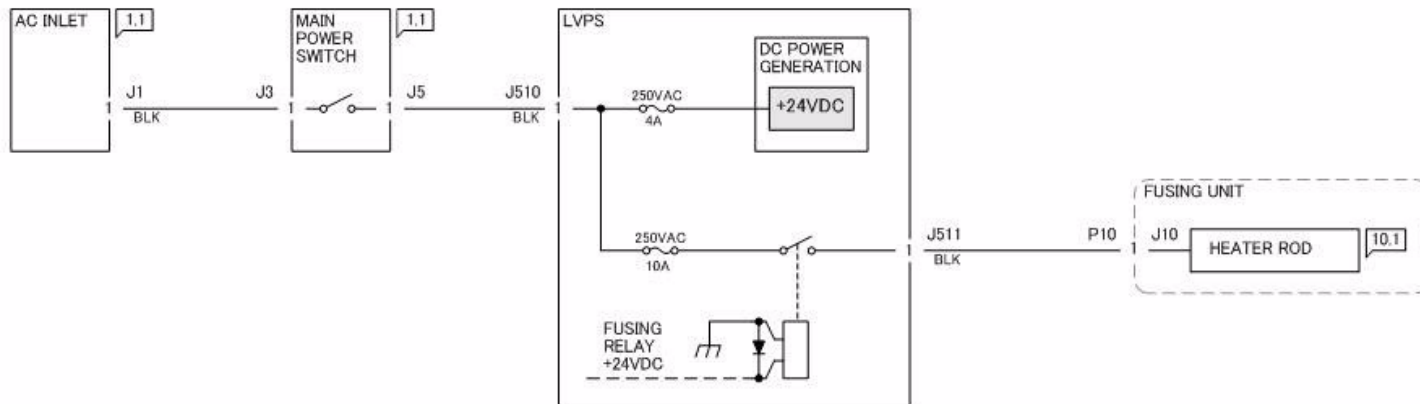 AC INLET
1.1
MAIN
POWER
SWITCH
1.1
LVPS
DC POWER
GENERATION
+24VDC
J1
BLK
J3
1
1
1
J5
J510
BLK
1
250VAC
4A
250VAC
10A
1
J511
BLK
P10
1
J10
FUSING UNIT
HEATER ROD
10.1
FUSING
RELAY
+24VDC